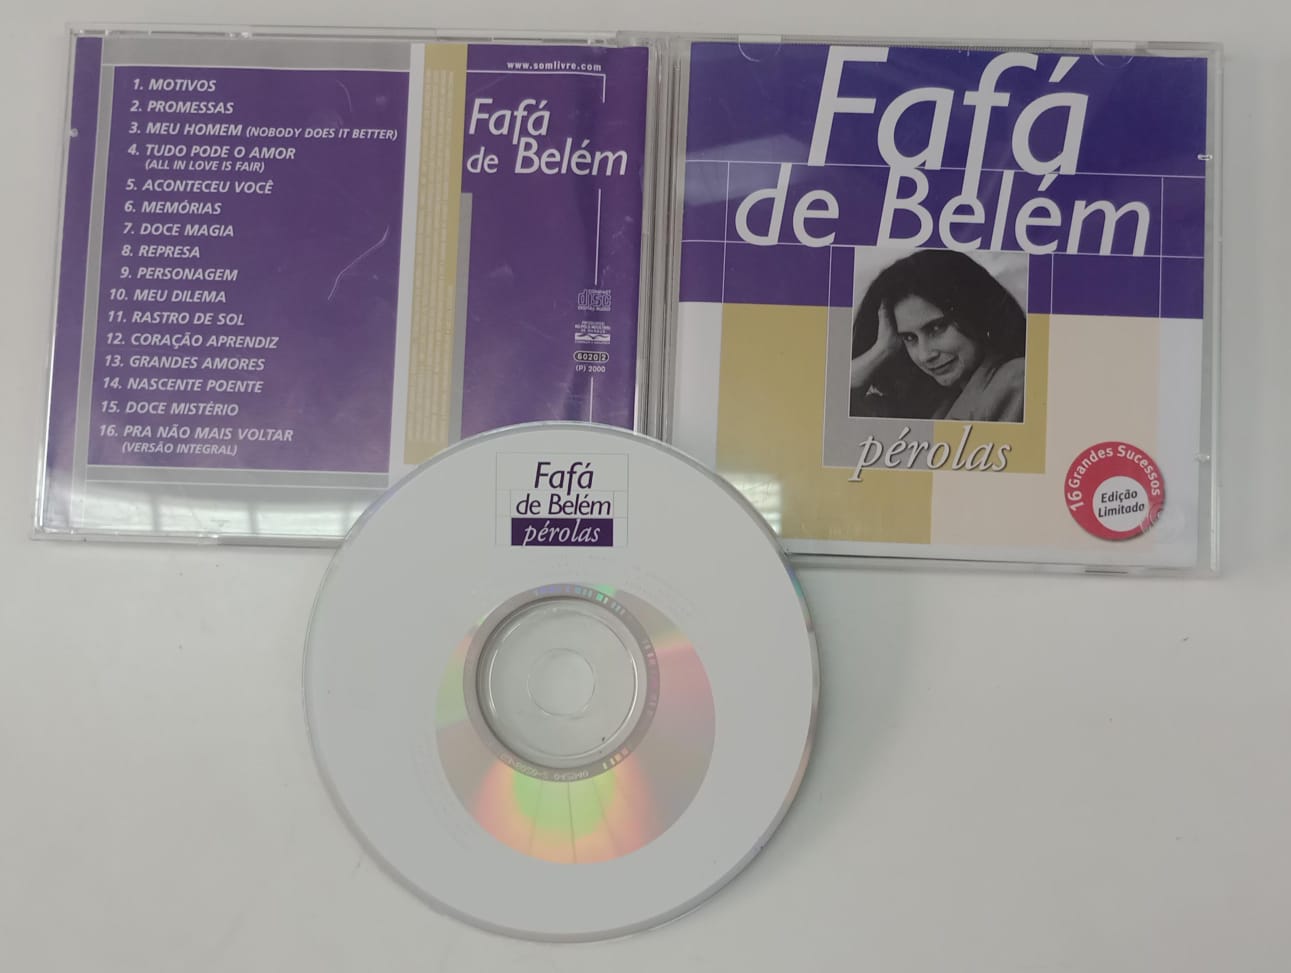 1. MOTIVOS
2. PROMESSAS
3. MEU HOMEM (NOBODY DOES IT BETTER)
4. TUDO PODE O AMOR
(ALL IN LOVE IS FAIR)
5. ACONTECEU VOCÊ
6. MEMÓRIAS
7. DOCE MAGIA
8. REPRESA
9. PERSONAGEM
10. MEU DILEMA
11. RASTRO DE SOL
12. CORAÇÃO APRENDIZ
13. GRANDES AMORES
14. NASCENTE POENTE
15. DOCE MISTÉRIO
16. PRA NÃO MAIS VOLTAR
(VERSÃO INTEGRAL)
www.somlivre.com
Fafá
de Belém
COMPACT
disc
DIGITAL AUDIO
6020 2
(P) 2000
Fafá
de Belém
pérolas
16 Grandes Sucessos
Edição
Limitada
Fafá
de Belém
pérolas